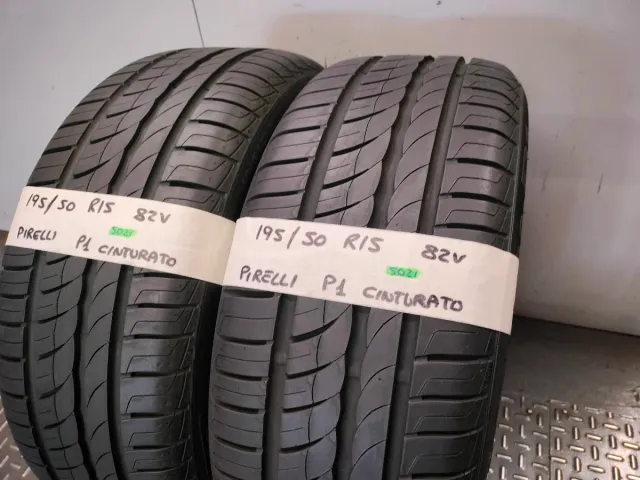 195/50 R15 82V
5021
PIRELLI P1 CINTURATO
195/50 R15 82V
5021
PIRELLI P1 CINTURATO